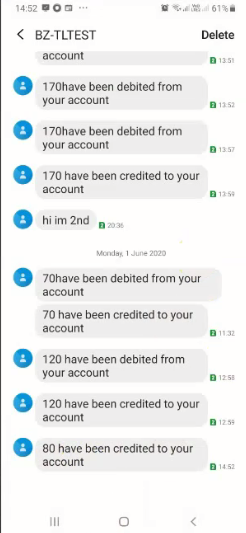 14:52 61%
BZ-TLTEST Delete
account
13:51
170have been debited from
your account
13:52
170have been debited from
your account
13:57
170 have been credited to your
account
13:59
hi im 2nd
20:36
Monday, 1 June 2020
70have been debited from your
account
70 have been credited to your
account
11:32
120 have been debited from
your account
12:58
120 have been credited to your
account
12:59
80 have been credited to your
account
14:52